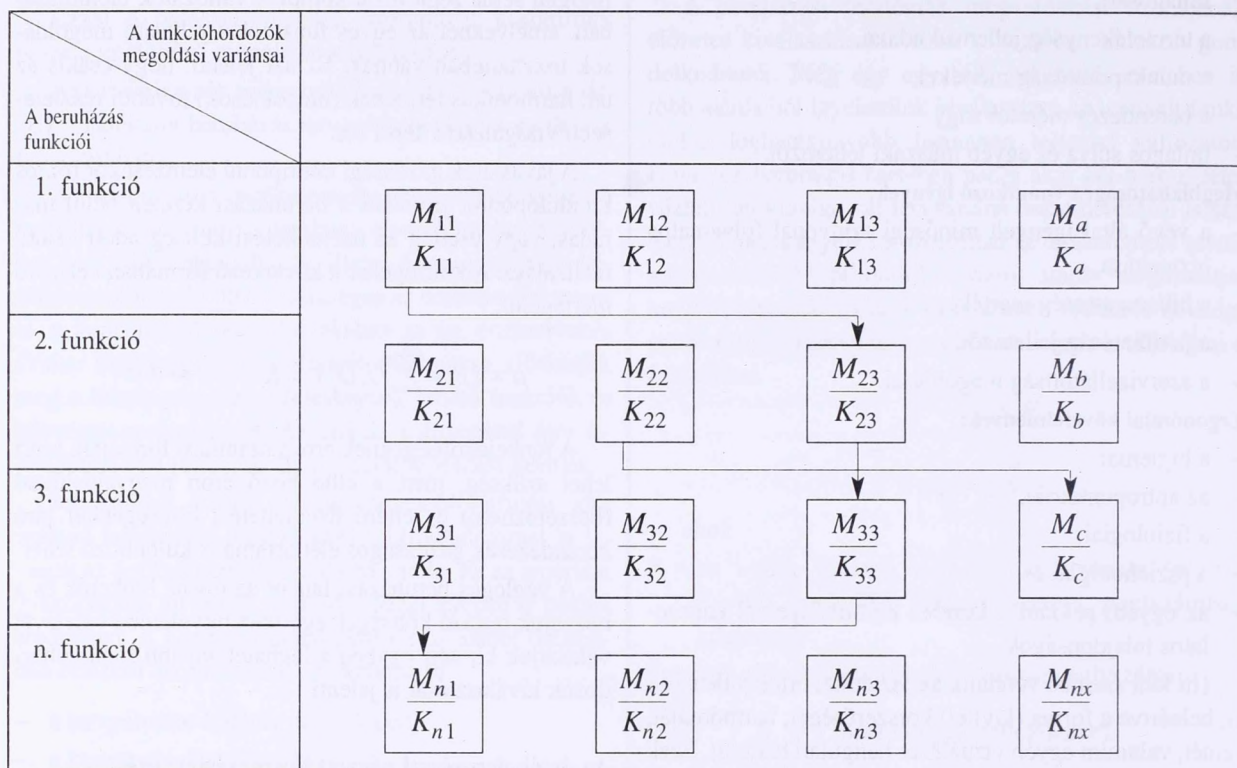 A funkcióhordozók
megoldási variánsai
A beruházás
funkciói
1. funkció
M11 M12 M13 Ma
K11 K12 K13 Ka
2. funkció
M21 M22 M23 Mb
K21 K22 K23 Kb
3. funkció
M31 M32 M33 Mc
K31 K32 K33 Kc
n. funkció
Mn1 Mn2 Mn3 Mnx
Kn1 Kn2 Kn3 Knx